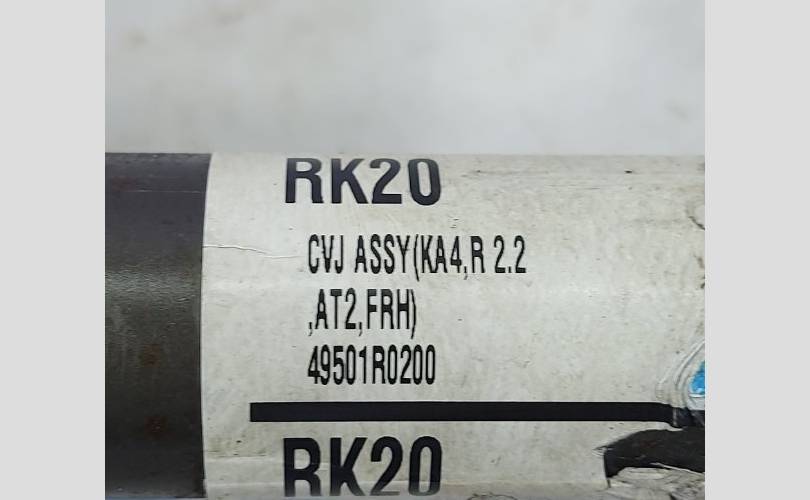 RK20
CVJ ASSY(KA4,R 2.2
,AT2,FRH)
49501R0200
RK20